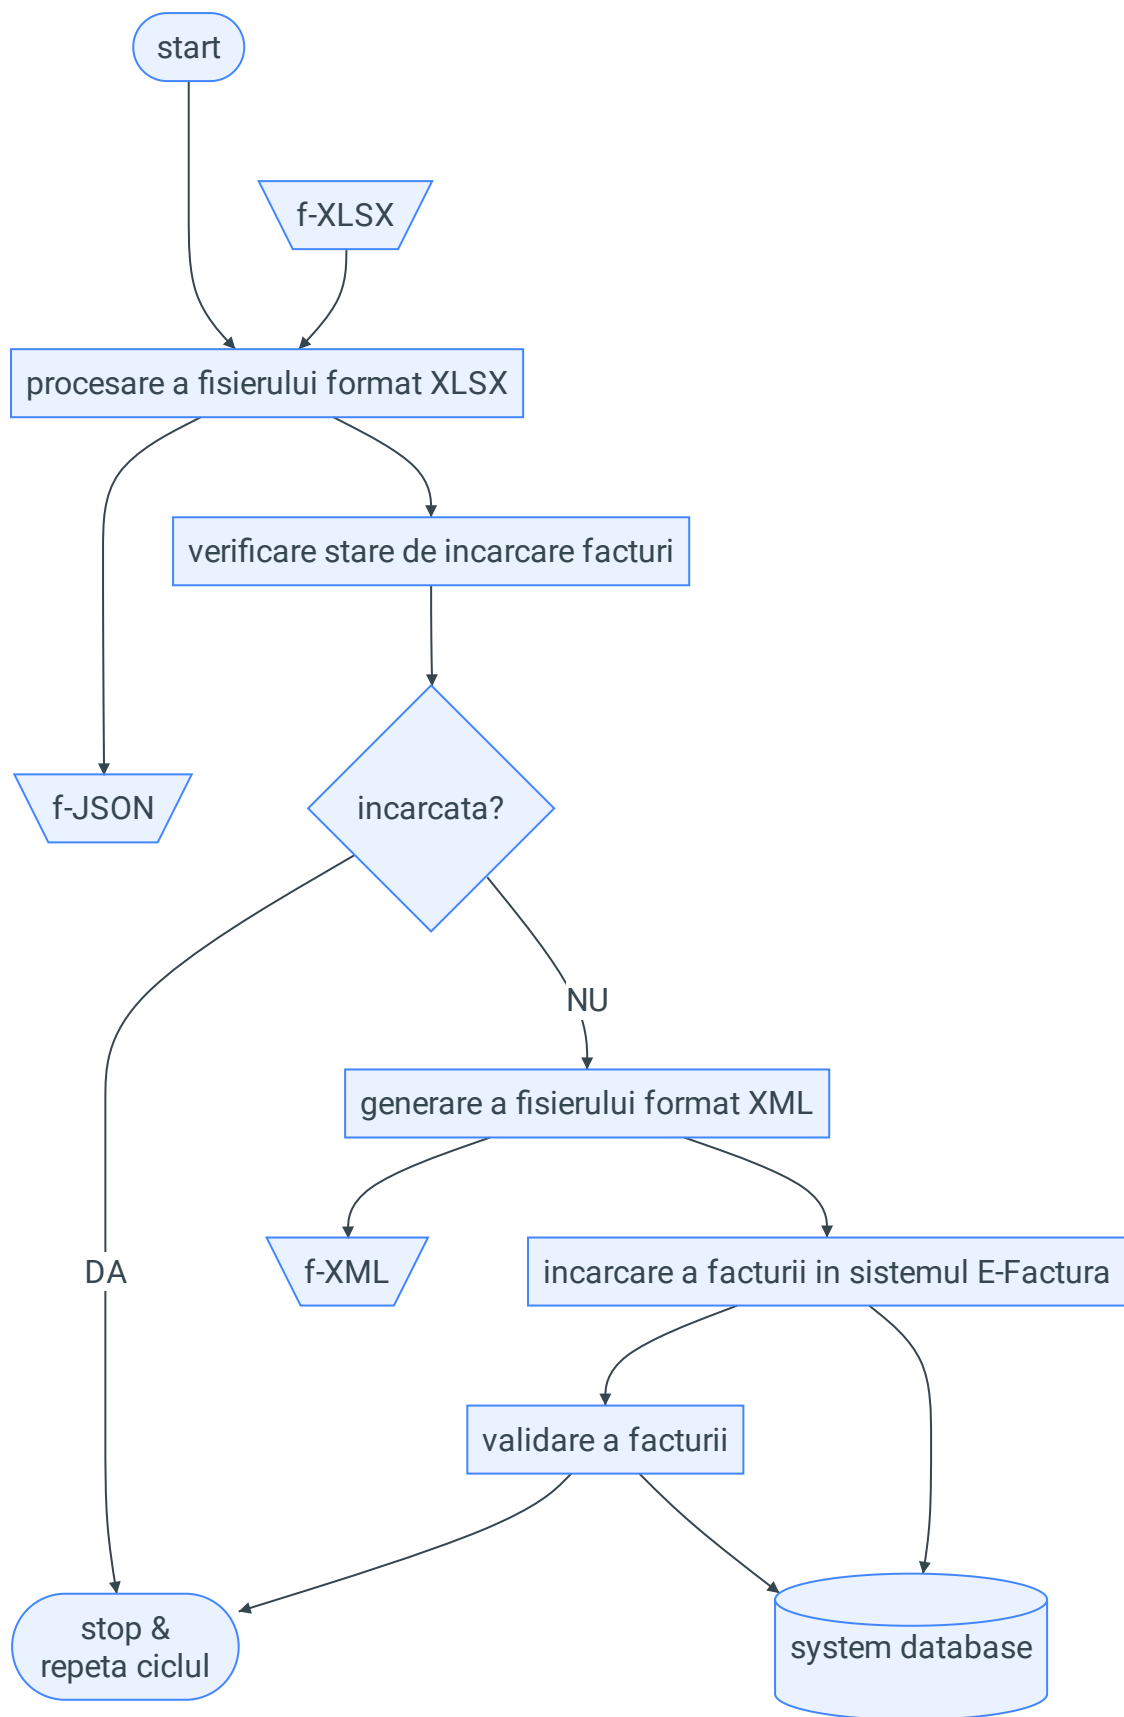 start
f-XLSX
procesare a fisierului format XLSX
verificare stare de incarcare facturi
f-JSON
incarcata?
NU
generare a fisierului format XML
DA
f-XML
incarcare a facturii in sistemul E-Factura
validare a facturii
stop &
repeta ciclul
system database